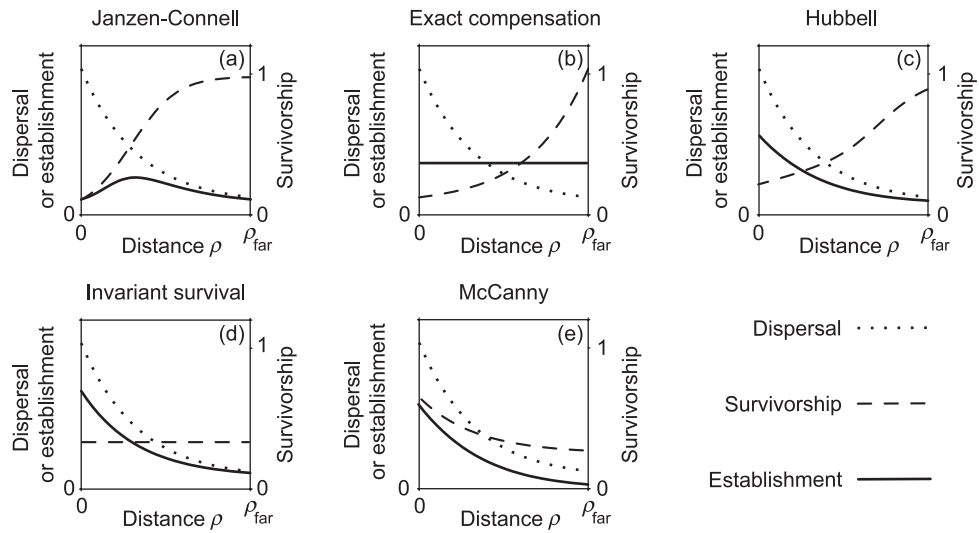 Janzen-Connell
(a)
Dispersal
or establishment
Survivorship
1
0
0
0
Distance ρ
ρfar
Exact compensation
(b)
Dispersal
or establishment
Survivorship
1
0
0
0
Distance ρ
ρfar
Hubbell
(c)
Dispersal
or establishment
Survivorship
1
0
0
0
Distance ρ
ρfar
Invariant survival
(d)
Dispersal
or establishment
Survivorship
1
0
0
0
Distance ρ
ρfar
McCanny
(e)
Dispersal
or establishment
Survivorship
1
0
0
0
Distance ρ
ρfar
Dispersal
Survivorship
Establishment